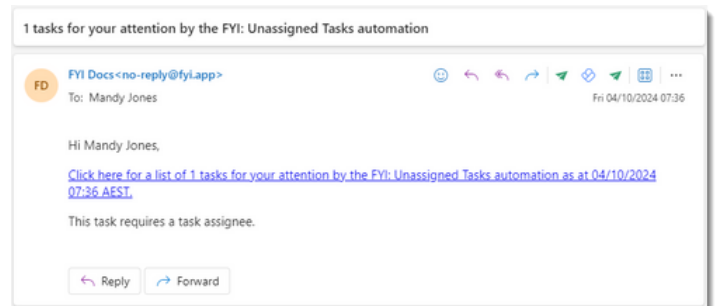 1 tasks for your attention by the FYI: Unassigned Tasks automation
FD
FYI Docs<no-reply@fyi.app>
To: Mandy Jones
Fri 04/10/2024 07:36
Hi Mandy Jones,
Click here for a list of 1 tasks for your attention by the FYI: Unassigned Tasks automation as at 04/10/2024
07:36 AEST.
This task requires a task assignee.
Reply
Forward